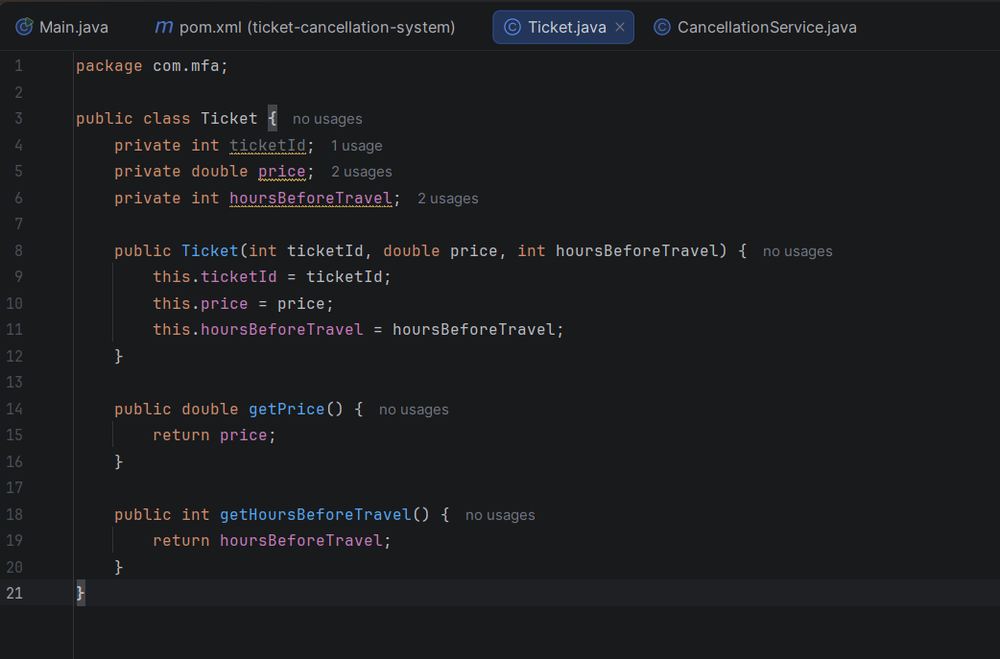 Main.java pom.xml (ticket-cancellation-system) Ticket.java CancellationService.java
1 package com.mfa;
2
3 public class Ticket { no usages
4 private int ticketId; 1 usage
5 private double price; 2 usages
6 private int hoursBeforeTravel; 2 usages
7
8 public Ticket(int ticketId, double price, int hoursBeforeTravel) { no usages
9 this.ticketId = ticketId;
10 this.price = price;
11 this.hoursBeforeTravel = hoursBeforeTravel;
12 }
13
14 public double getPrice() { no usages
15 return price;
16 }
17
18 public int getHoursBeforeTravel() { no usages
19 return hoursBeforeTravel;
20 }
21 }